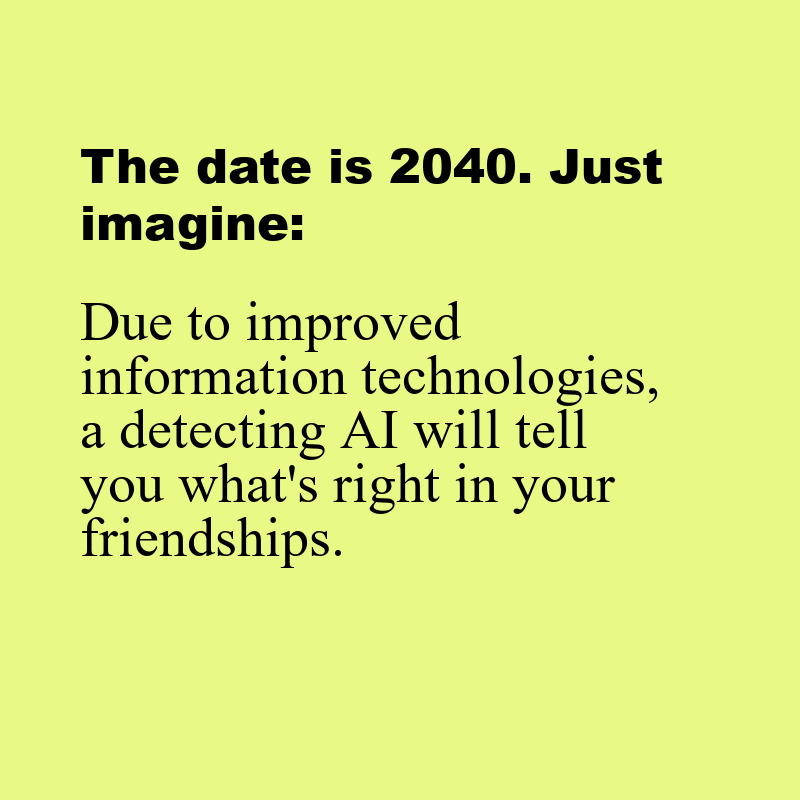 The date is 2040. Just
imagine:
Due to improved
information technologies,
a detecting AI will tell
you what's right in your
friendships.